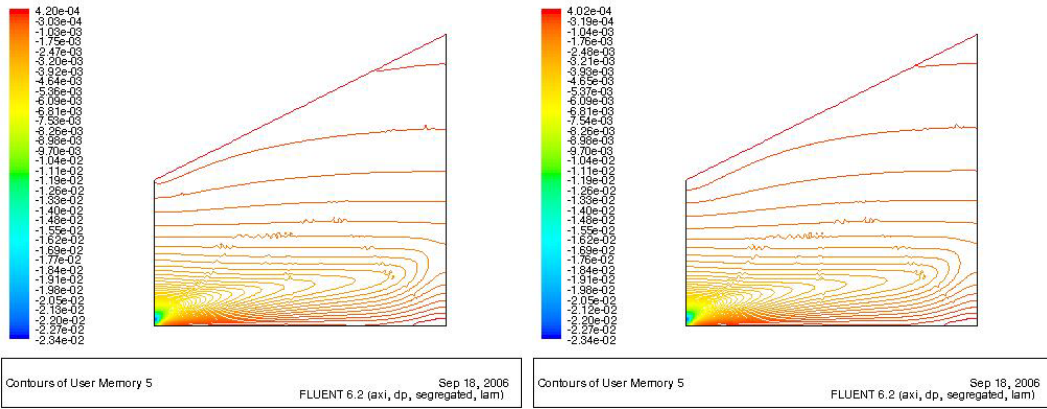 4.20e-04
-3.03e-04
-1.03e-03
-1.75e-03
-2.47e-03
-3.20e-03
-3.92e-03
-4.64e-03
-5.36e-03
-6.09e-03
-6.81e-03
-7.53e-03
-8.26e-03
-8.98e-03
-9.70e-03
-1.04e-02
-1.11e-02
-1.19e-02
-1.26e-02
-1.33e-02
-1.40e-02
-1.48e-02
-1.55e-02
-1.62e-02
-1.69e-02
-1.77e-02
-1.84e-02
-1.91e-02
-1.98e-02
-2.05e-02
-2.13e-02
-2.20e-02
-2.27e-02
-2.34e-02
Contours of User Memory 5
Sep 18, 2006
FLUENT 6.2 (axi, dp, segregated, lam)
4.02e-04
-3.19e-04
-1.04e-03
-1.76e-03
-2.48e-03
-3.21e-03
-3.93e-03
-4.65e-03
-5.37e-03
-6.09e-03
-6.81e-03
-7.54e-03
-8.26e-03
-8.98e-03
-9.70e-03
-1.04e-02
-1.11e-02
-1.19e-02
-1.26e-02
-1.33e-02
-1.40e-02
-1.48e-02
-1.55e-02
-1.62e-02
-1.69e-02
-1.76e-02
-1.84e-02
-1.91e-02
-1.98e-02
-2.05e-02
-2.12e-02
-2.20e-02
-2.27e-02
-2.34e-02
Contours of User Memory 5
Sep 18, 2006
FLUENT 6.2 (axi, dp, segregated, lam)